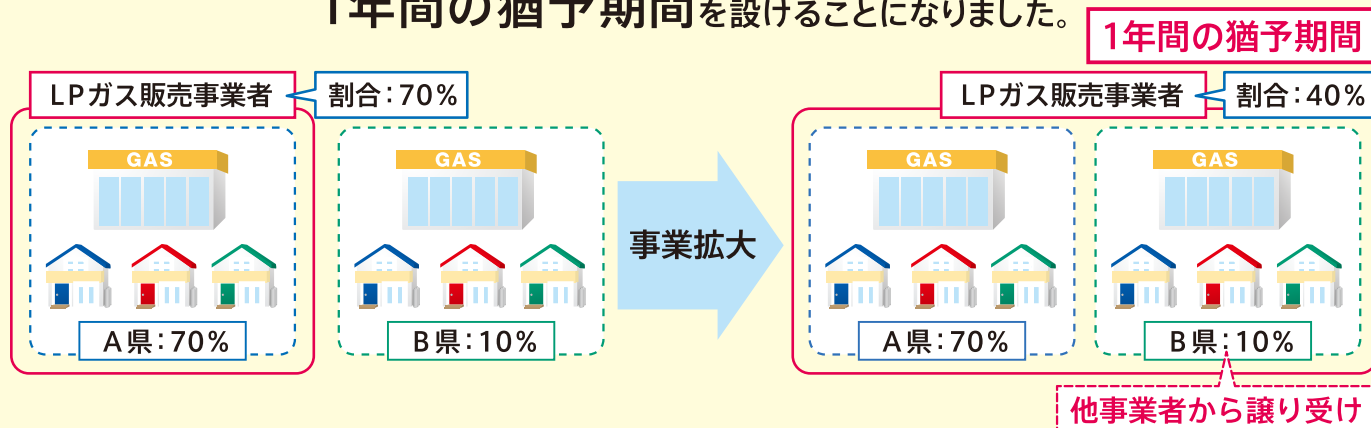 1年間の猶予期間を設けることになりました。
1年間の猶予期間
LPガス販売事業者
割合:70%
GAS
A県:70%
GAS
B県:10%
事業拡大
LPガス販売事業者
割合:40%
GAS
A県:70%
GAS
B県:10%
他事業者から譲り受け